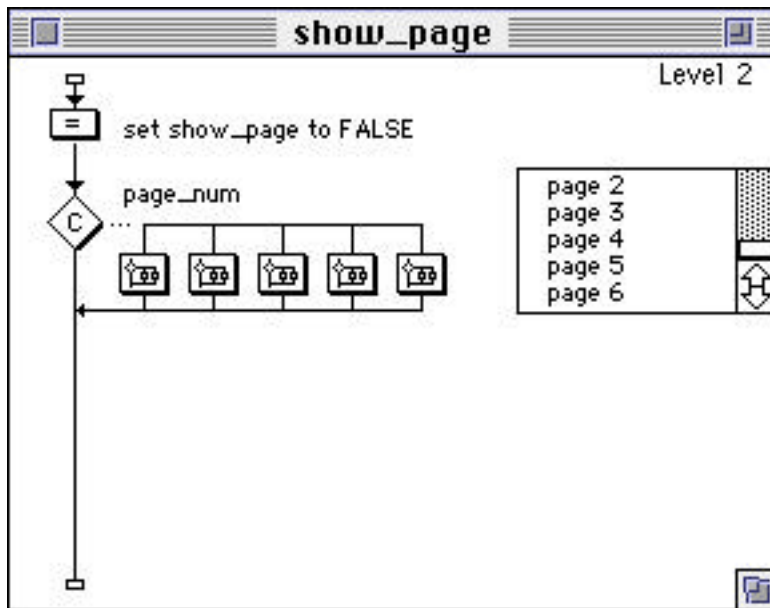 show_page
Level 2
=
set show_page to FALSE
page_num
C
page 2
page 3
page 4
page 5
page 6